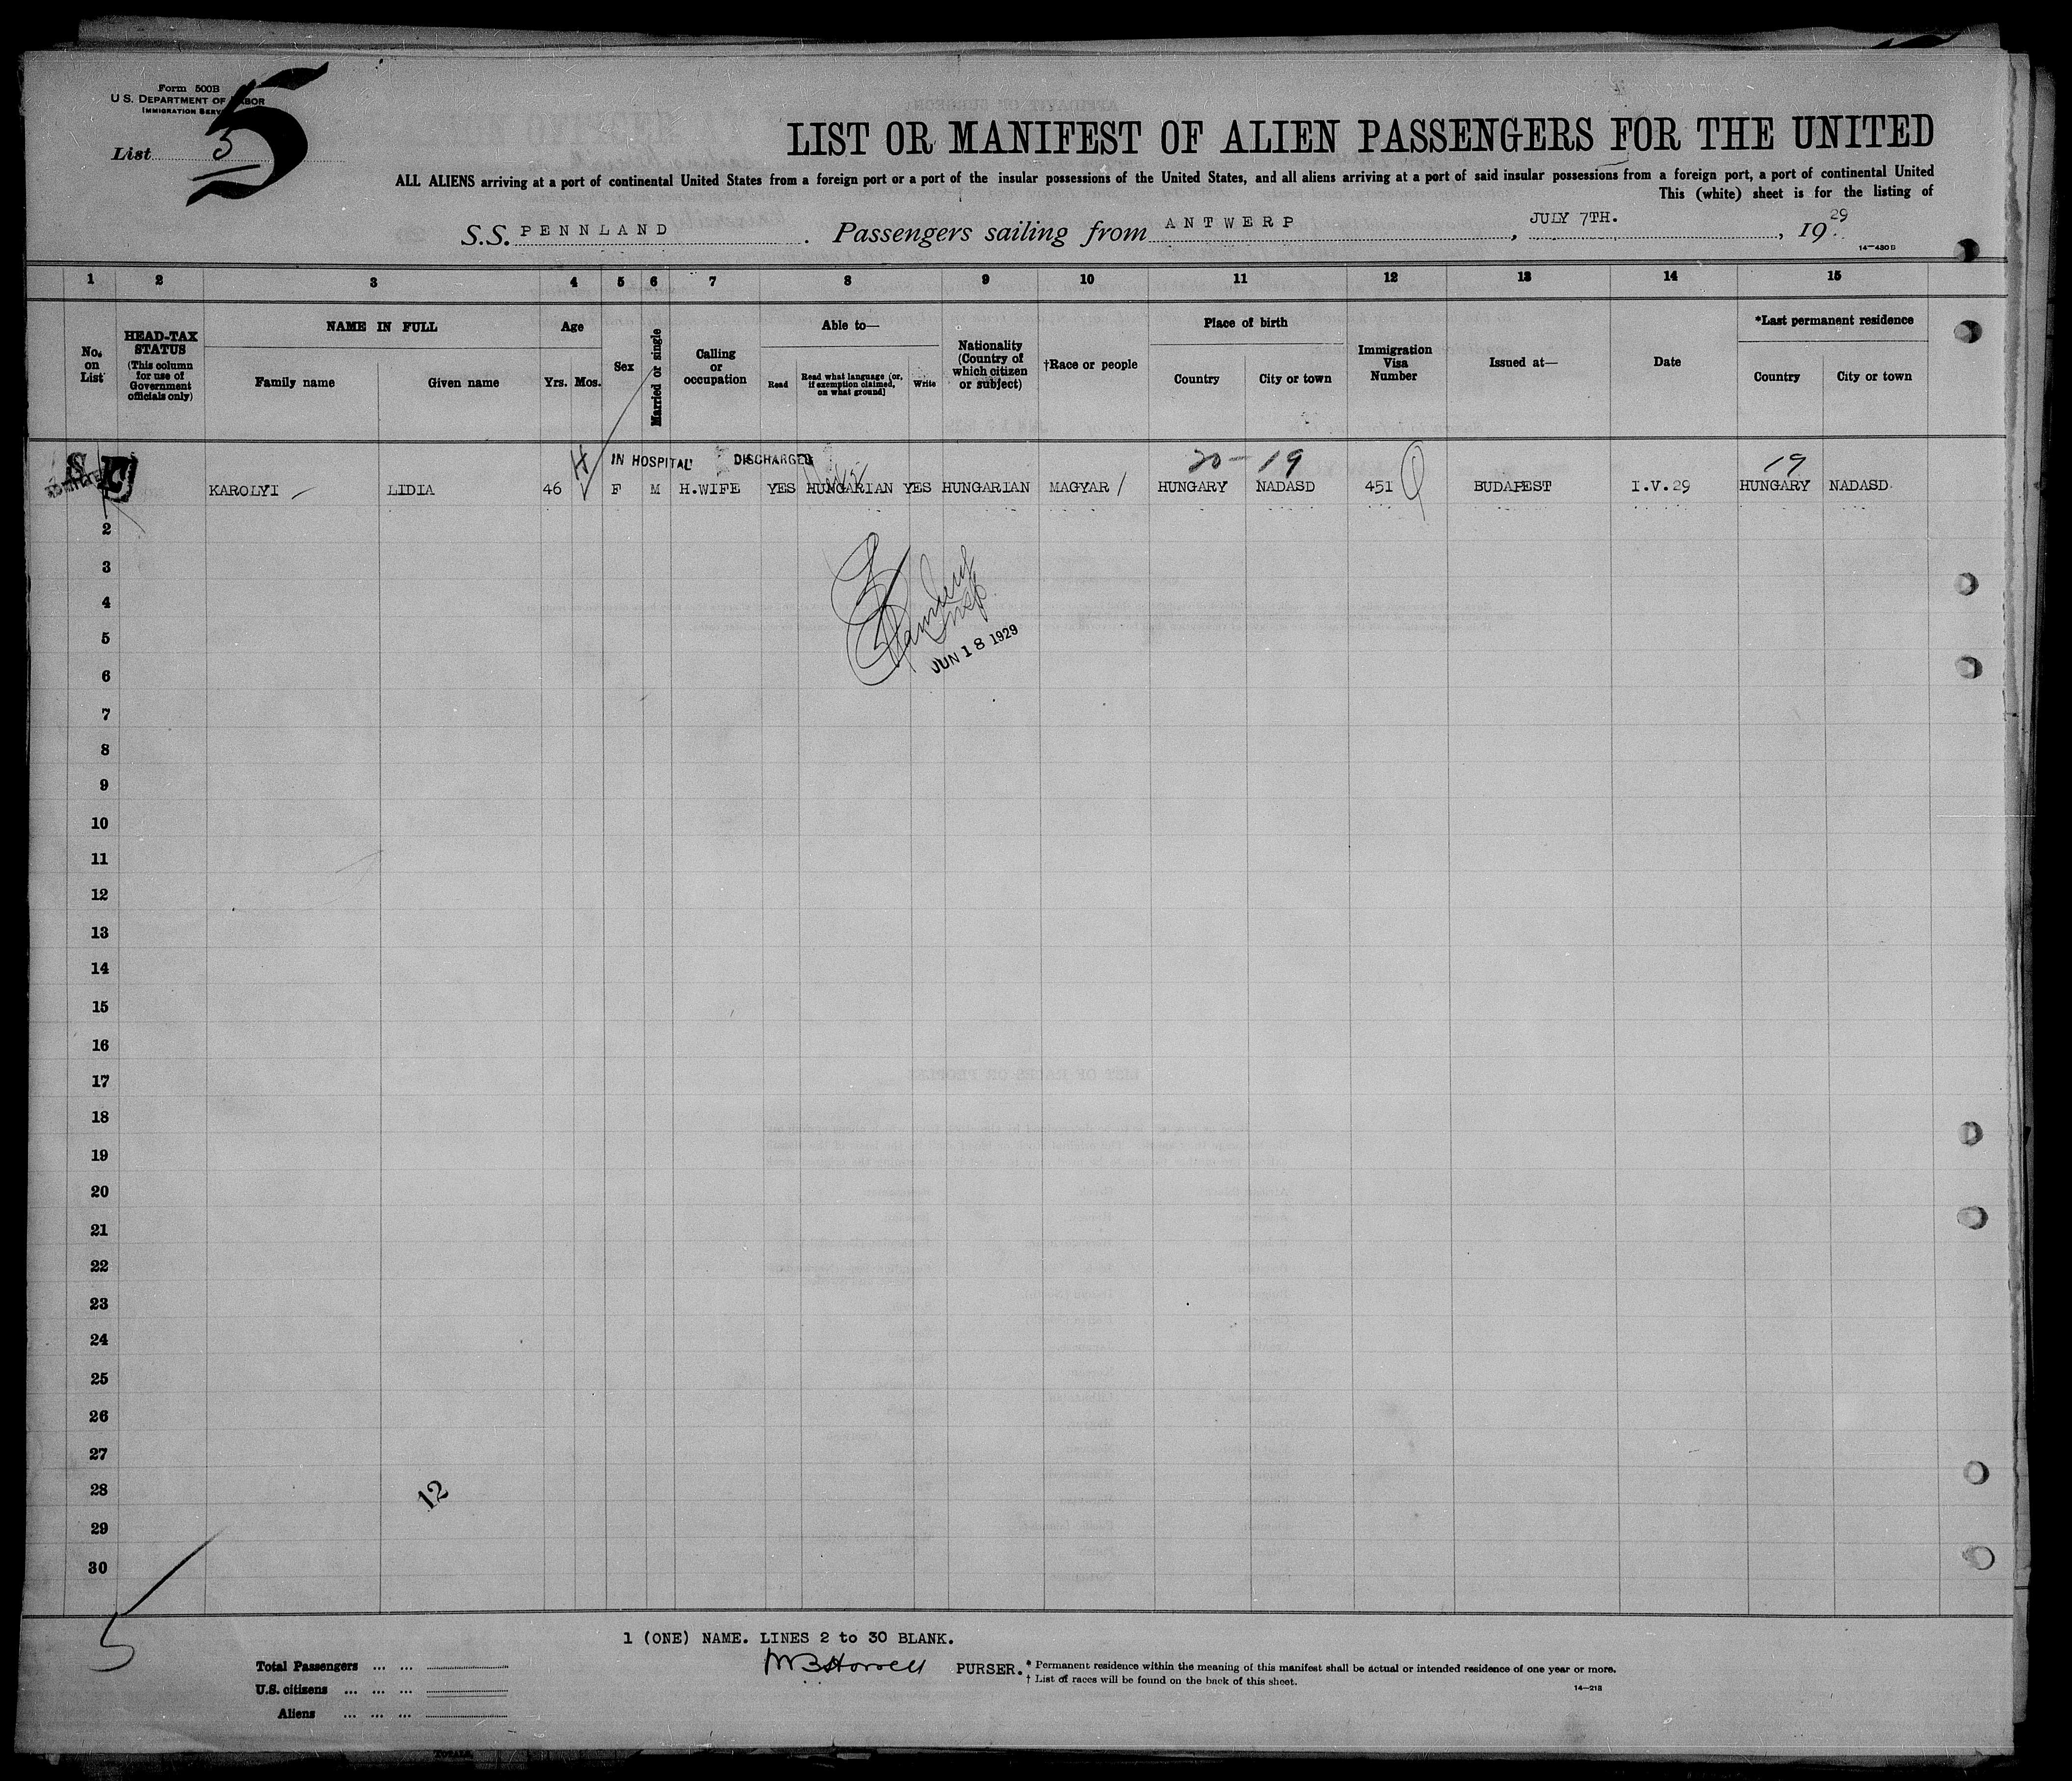 Form 500B
U S. DEPARTMENT OF LABOR
IMMIGRATION SERV
5
List 3
LIST OR MANIFEST OF ALIEN PASSENGERS FOR THE UNITED
ALL ALIENS arriving at a port of continental United States from a foreign port or a port of the insular possessions of the United States, and all aliens arriving at a port of said insular possessions from a foreign port, a port of continental United
This (white) sheet is for the listing of
S.S. PENNLAND . Passengers sailing from ANTWERP , JULY 7TH. , 1929
14—430B
1 2 3 4 5 6 7 8 9 10 11 12 13 14 15
No. on List
HEAD-TAX STATUS
(This column for use of Government officials only)
NAME IN FULL
Family name Given name
Age
Yrs. Mos.
Sex
Married or single
Calling or occupation
Able to—
Read
Read what language (or, if exemption claimed, on what ground)
Write
Nationality (Country of which citizen or subject)
†Race or people
Place of birth
Country City or town
Immigration Visa Number
Issued at—
Date
*Last permanent residence
Country City or town
IN HOSPITAL DISCHARGED 20-19 19
KAROLYI LIDIA 46 F M H.WIFE YES HUNGARIAN YES HUNGARIAN MAGYAR HUNGARY NADASD 451 BUDAPEST I.V.29 HUNGARY NADASD
2
3
4
5
JUN 18 1929
6
7
8
9
10
11
12
13
14
15
16
17
18
19
20
21
22
23
24
25
26
27
28
12
29
30
5
1 (ONE) NAME. LINES 2 to 30 BLANK.
PURSER.
Total Passengers ... ...
U.S. citizens ... ... ...
Aliens ... ... ...
* Permanent residence within the meaning of this manifest shall be actual or intended residence of one year or more.
† List of races will be found on the back of this sheet.
14—213